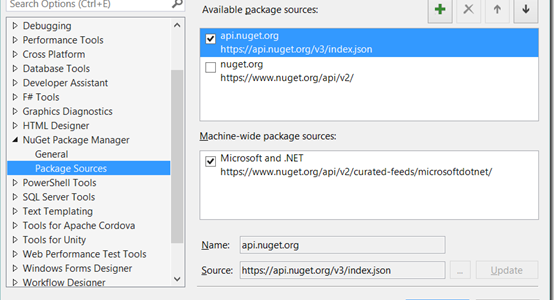 Search Options (Ctrl+E)
Debugging
Performance Tools
Cross Platform
Database Tools
Developer Assistant
F# Tools
Graphics Diagnostics
HTML Designer
NuGet Package Manager
General
Package Sources
PowerShell Tools
SQL Server Tools
Text Templating
Tools for Apache Cordova
Tools for Unity
Web Performance Test Tools
Windows Forms Designer
Workflow Designer
Available package sources:
api.nuget.org
https://api.nuget.org/v3/index.json
nuget.org
https://www.nuget.org/api/v2/
Machine-wide package sources:
Microsoft and .NET
https://www.nuget.org/api/v2/curated-feeds/microsoftdotnet/
Name: api.nuget.org
Source: https://api.nuget.org/v3/index.json ... Update